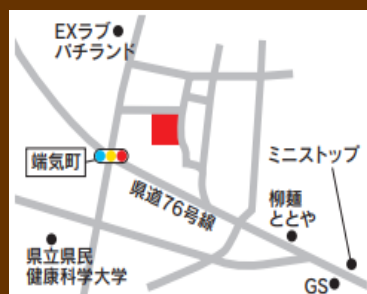 EXラブ
パチランド
端気町
ミニストップ
県道76号線
柳麺
ととや
県立県民
健康科学大学
GS